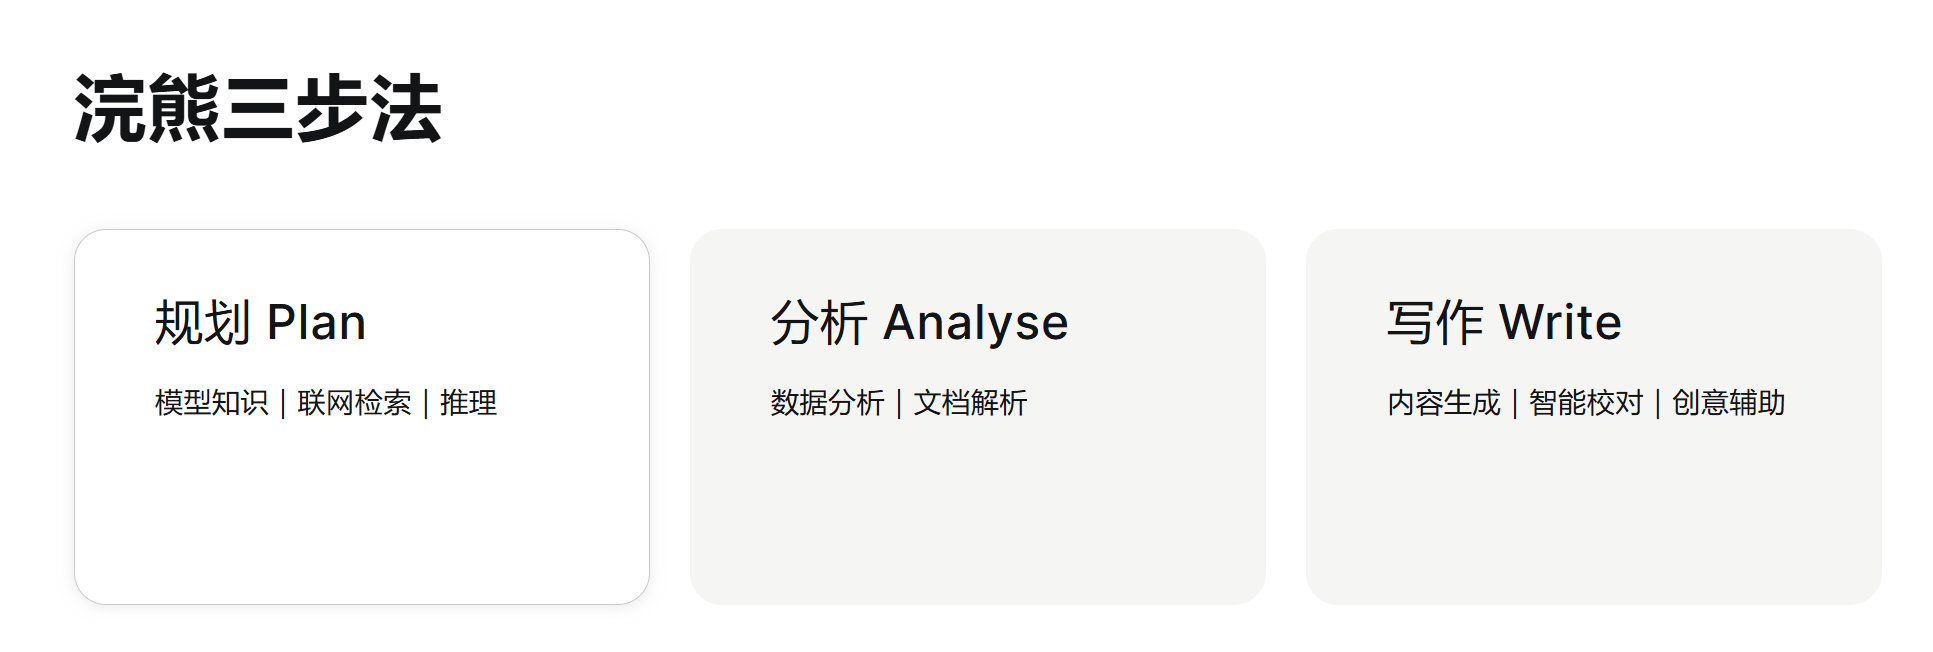 浣熊三步法
规划 Plan
模型知识 | 联网检索 | 推理
分析 Analyse
数据分析 | 文档解析
写作 Write
内容生成 | 智能校对 | 创意辅助